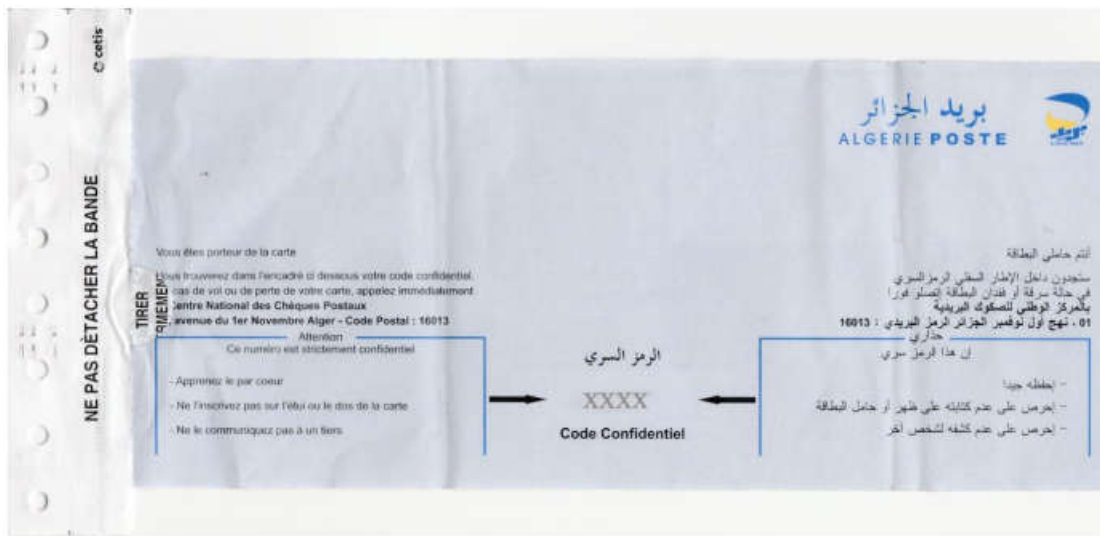 © cetis
NE PAS DÈTACHER LA BANDE
TIRER
بريد الجزائر
ALGERIE POSTE
Vous êtes porteur de la carte
Vous trouverez dans l'encadré ci dessous votre code confidentiel.
cas de vol ou de perte de votre carte, appelez immédiatement
Centre National des Chèques Postaux
avenue du 1er Novembre Alger - Code Postal : 16013
Attention
Ce numéro est strictement confidentiel
- Apprenez le par coeur
- Ne l'inscrivez pas sur l'étui ou le dos de la carte
- Ne le communiquez pas à un tiers
الرمز السري
XXXX
Code Confidentiel
أنتم حاملي البطاقة
ستجدون داخل الإطار السفلي الرمز السري
في حالة سرقة أو فقدان البطاقة إتصلو فورا
بالمركز الوطني للصكوك البريدية
01 ، نهج أول نوفمبر الجزائر الرمز البريدي : 16013
حذاري
إن هذا الرمز سري
- إحفظه جيدا
- إحرص على عدم كتابته على ظهر أو حامل البطاقة
- إحرص على عدم كشفه لشخص آخر